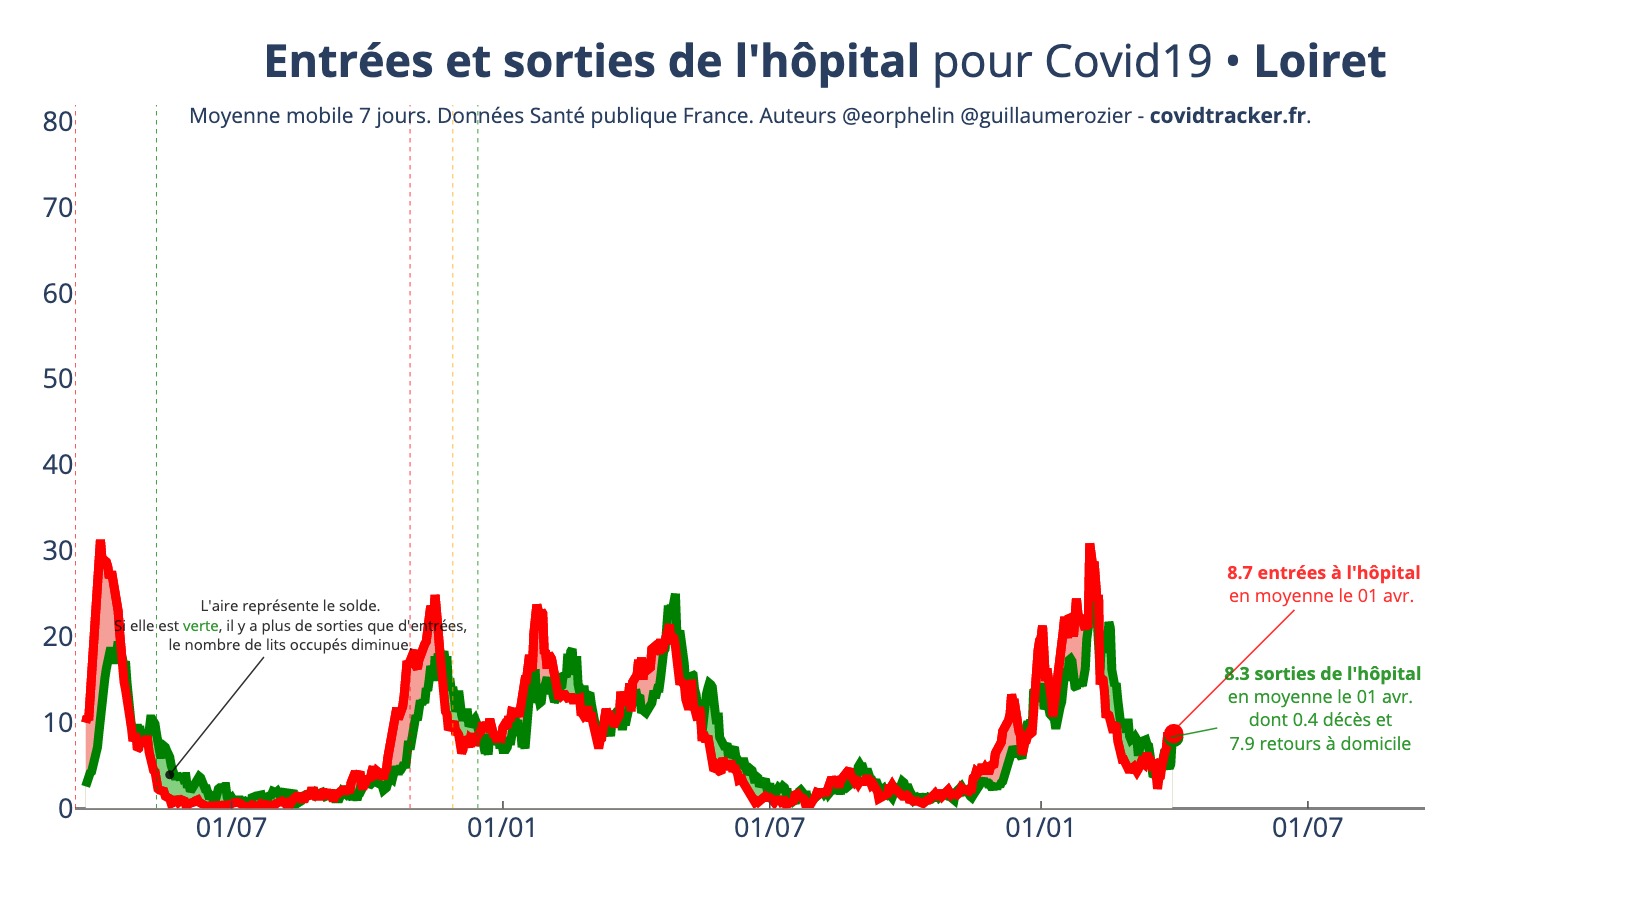 Entrées et sorties de l'hôpital pour Covid19 • Loiret
Moyenne mobile 7 jours. Données Santé publique France. Auteurs @eorphelin @guillaumerozier - covidtracker.fr.
80
70
60
50
40
30
20
10
0
L'aire représente le solde.
Si elle est verte, il y a plus de sorties que d'entrées,
le nombre de lits occupés diminue.
8.7 entrées à l'hôpital
en moyenne le 01 avr.
8.3 sorties de l'hôpital
en moyenne le 01 avr.
dont 0.4 décès et
7.9 retours à domicile
01/07
01/01
01/07
01/01
01/07